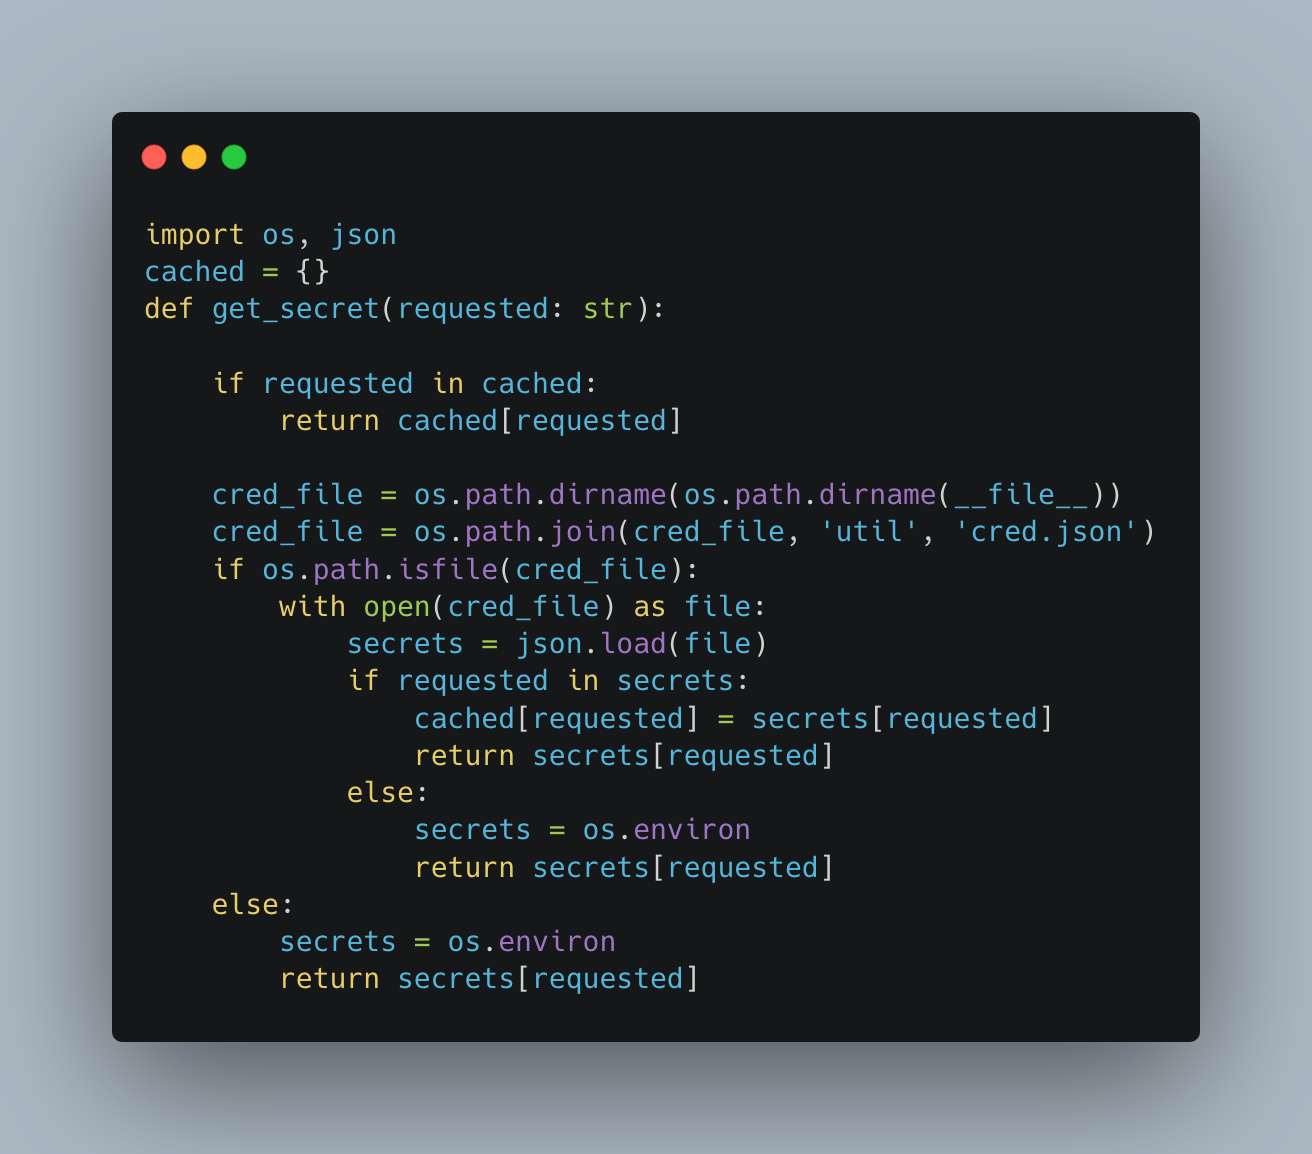 import os, json
cached = {}
def get_secret(requested: str):

    if requested in cached:
        return cached[requested]

    cred_file = os.path.dirname(os.path.dirname(__file__))
    cred_file = os.path.join(cred_file, 'util', 'cred.json')
    if os.path.isfile(cred_file):
        with open(cred_file) as file:
            secrets = json.load(file)
            if requested in secrets:
                cached[requested] = secrets[requested]
                return secrets[requested]
            else:
                secrets = os.environ
                return secrets[requested]
    else:
        secrets = os.environ
        return secrets[requested]